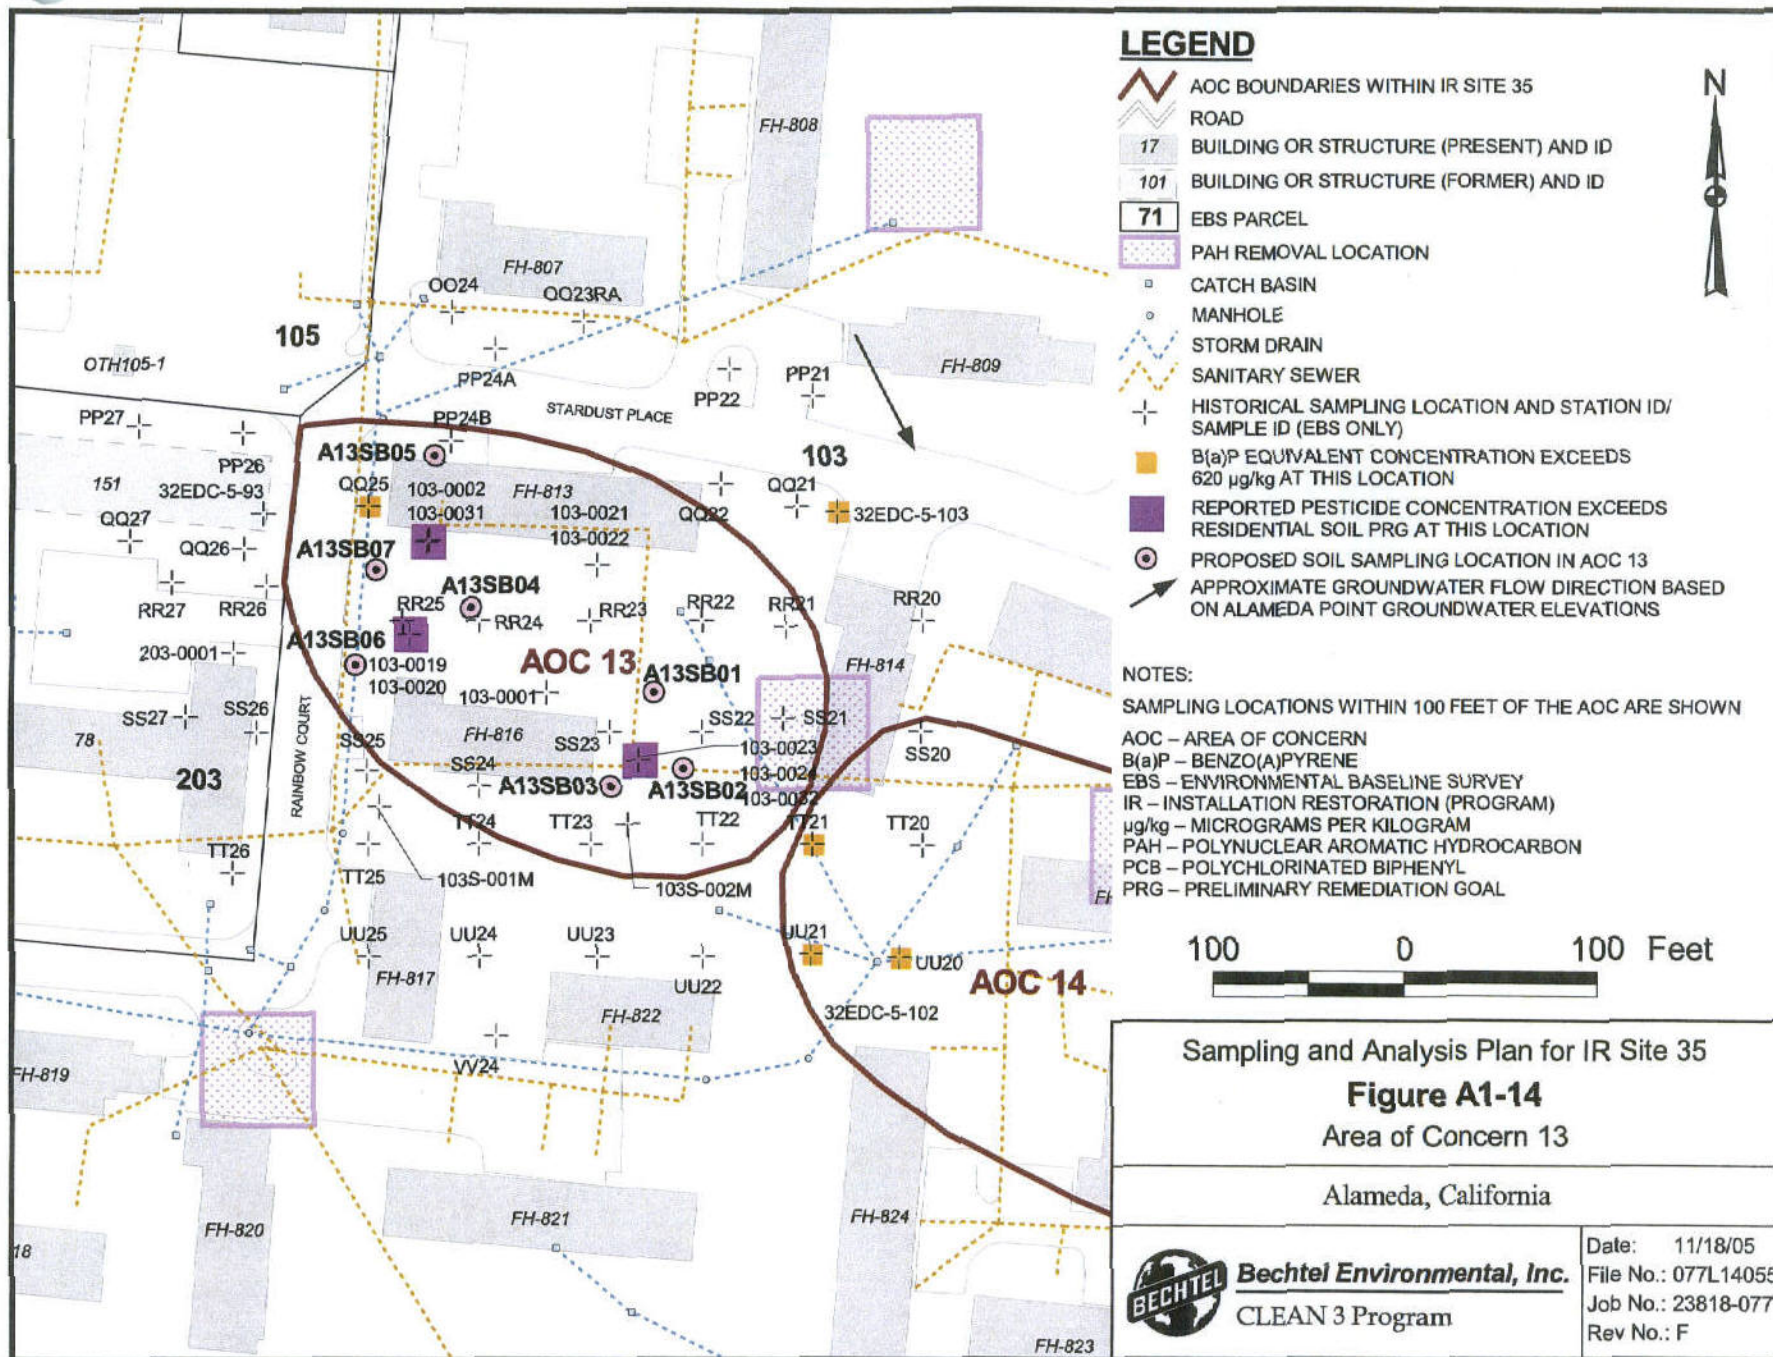 LEGEND
AOC BOUNDARIES WITHIN IR SITE 35
ROAD
17 BUILDING OR STRUCTURE (PRESENT) AND ID
101 BUILDING OR STRUCTURE (FORMER) AND ID
71 EBS PARCEL
PAH REMOVAL LOCATION
CATCH BASIN
MANHOLE
STORM DRAIN
SANITARY SEWER
HISTORICAL SAMPLING LOCATION AND STATION ID/
SAMPLE ID (EBS ONLY)
B(a)P EQUIVALENT CONCENTRATION EXCEEDS
620 µg/kg AT THIS LOCATION
REPORTED PESTICIDE CONCENTRATION EXCEEDS
RESIDENTIAL SOIL PRG AT THIS LOCATION
PROPOSED SOIL SAMPLING LOCATION IN AOC 13
APPROXIMATE GROUNDWATER FLOW DIRECTION BASED
ON ALAMEDA POINT GROUNDWATER ELEVATIONS
N
NOTES:
SAMPLING LOCATIONS WITHIN 100 FEET OF THE AOC ARE SHOWN
AOC – AREA OF CONCERN
B(a)P – BENZO(A)PYRENE
EBS – ENVIRONMENTAL BASELINE SURVEY
IR – INSTALLATION RESTORATION (PROGRAM)
µg/kg – MICROGRAMS PER KILOGRAM
PAH – POLYNUCLEAR AROMATIC HYDROCARBON
PCB – POLYCHLORINATED BIPHENYL
PRG – PRELIMINARY REMEDIATION GOAL
100 0 100 Feet
Sampling and Analysis Plan for IR Site 35
Figure A1-14
Area of Concern 13
Alameda, California
BECHTEL
Bechtel Environmental, Inc.
CLEAN 3 Program
Date: 11/18/05
File No.: 077L14055
Job No.: 23818-077
Rev No.: F
FH-808
FH-807
OO24
QO23RA
105
OTH105-1
PP24A
PP22
PP21
FH-809
STARDUST PLACE
PP27
PP26
PP24B
A13SB05
103
151
32EDC-5-93
QQ25
103-0002
103-0031
FH-813
103-0021
103-0022
QQ22
QQ21
32EDC-5-103
QQ27
QQ26
A13SB07
A13SB04
RR27
RR26
RR25
RR24
RR23
RR22
RR21
RR20
A13SB06
203-0001
103-0019
103-0020
AOC 13
103-0001
A13SB01
FH-814
SS27
SS26
SS25
78
203
RAINBOW COURT
FH-816
SS24
SS23
SS22
SS21
SS20
103-0023
103-0024
103-0032
A13SB03
A13SB02
TT26
TT25
TT24
TT23
TT22
TT21
TT20
103S-001M
103S-002M
FH
UU25
UU24
UU23
UU22
UU21
UU20
AOC 14
FH-817
FH-822
32EDC-5-102
VV24
FH-819
FH-820
FH-821
FH-824
18
FH-823